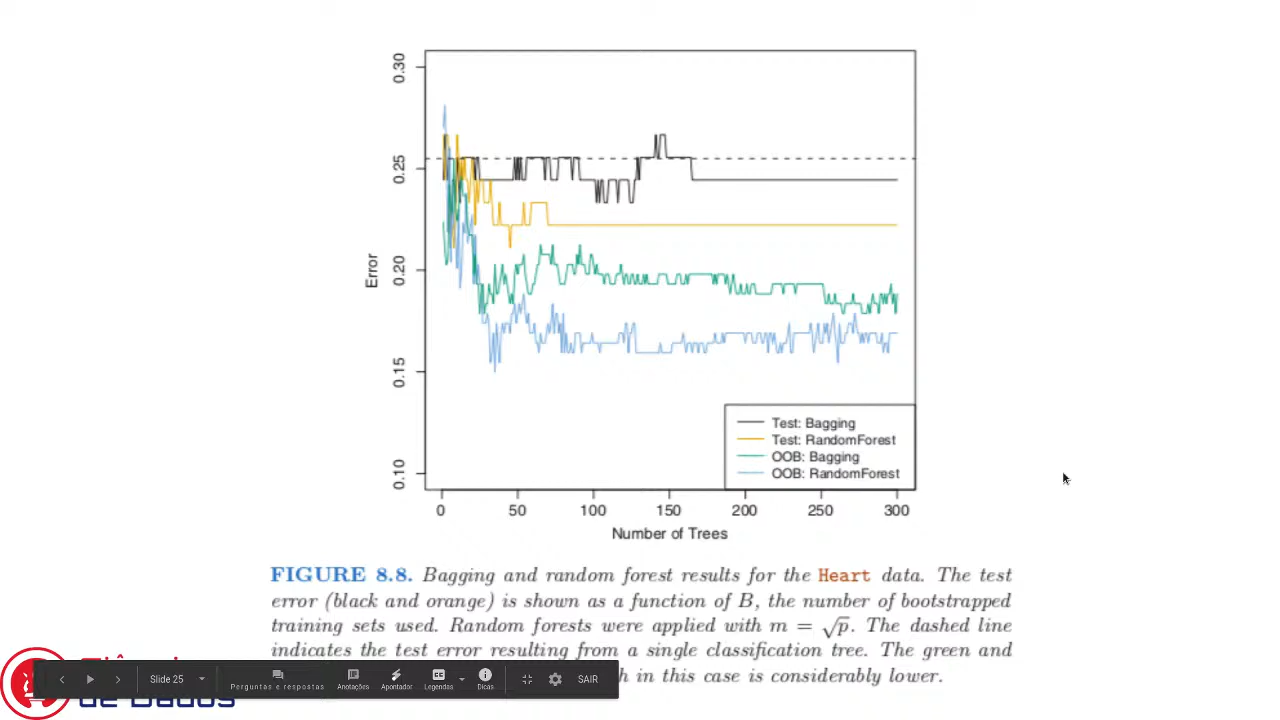 0.30
0.25
0.20
0.15
0.10
Error
Test: Bagging
Test: RandomForest
OOB: Bagging
OOB: RandomForest
0 50 100 150 200 250 300
Number of Trees
FIGURE 8.8. Bagging and random forest results for the Heart data. The test
error (black and orange) is shown as a function of B, the number of bootstrapped
training sets used. Random forests were applied with m = √p. The dashed line
indicates the test error resulting from a single classification tree. The green and
h in this case is considerably lower.
Slide 25
Perguntas e respostas
Anotações
Apontador
Legendas
Dicas
SAIR
de Dados